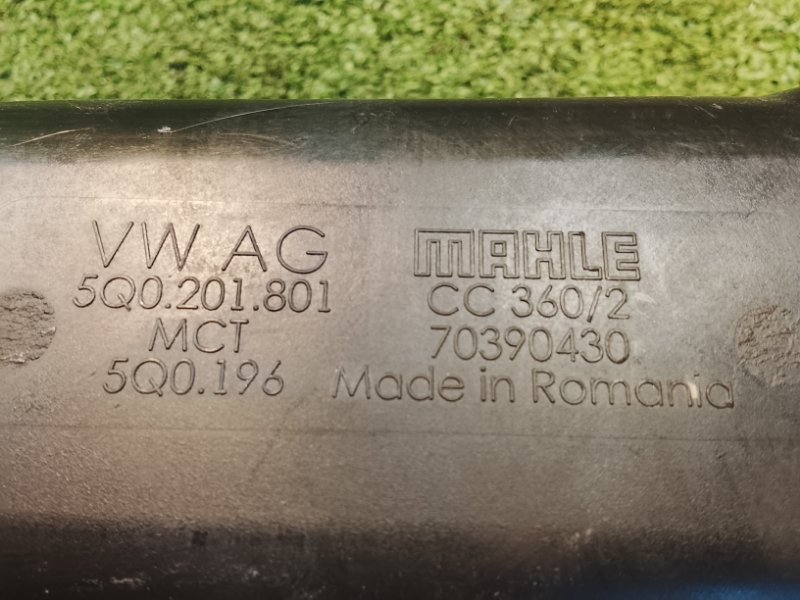 VW AG
5Q0.201.801
MCT
5Q0.196
MAHLE
CC 360/2
70390430
Made in Romania